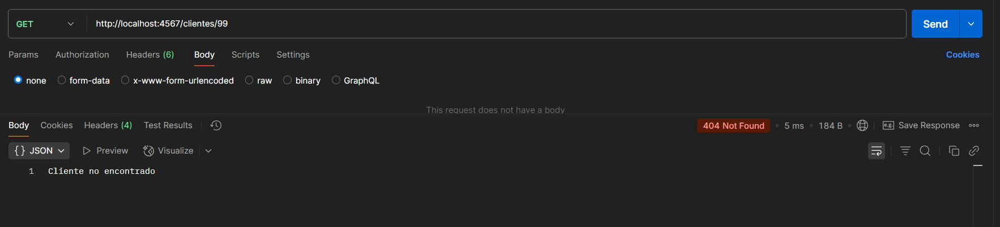 GET http://localhost:4567/clientes/99 Send
Params Authorization Headers (6) Body Scripts Settings Cookies
none form-data x-www-form-urlencoded raw binary GraphQL
This request does not have a body
Body Cookies Headers (4) Test Results 404 Not Found • 5 ms • 184 B • e.g. Save Response
{} JSON Preview Visualize
1 Cliente no encontrado